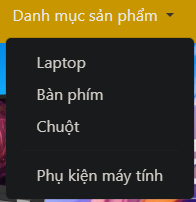 Danh mục sản phẩm
Laptop
Bàn phím
Chuột
Phụ kiện máy tính